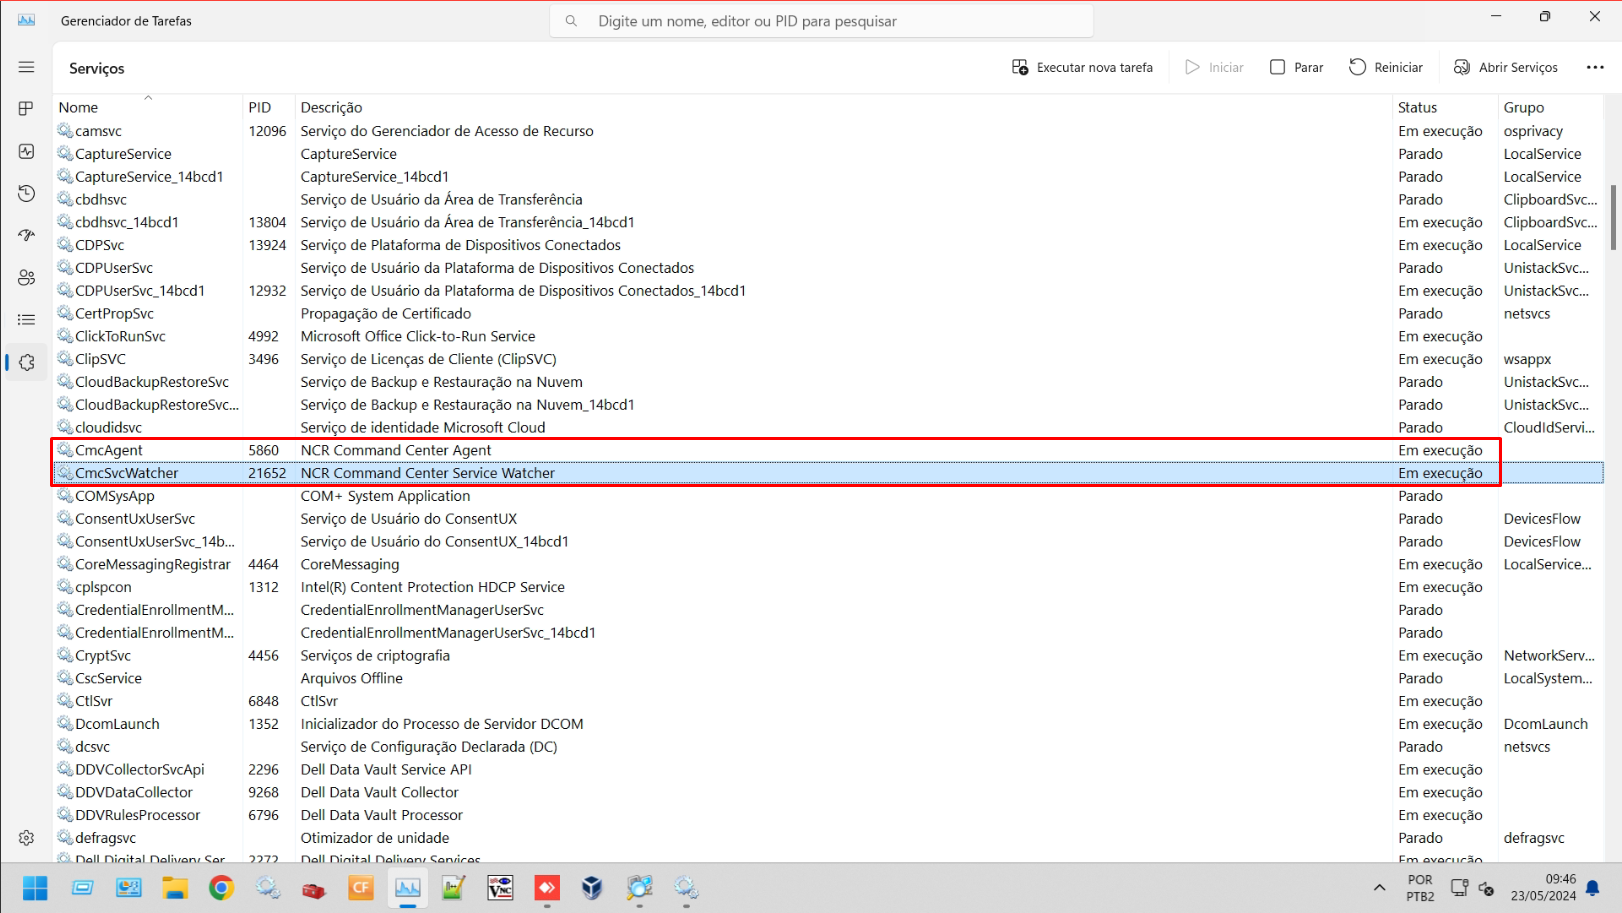 Gerenciador de Tarefas
Digite um nome, editor ou PID para pesquisar
Serviços
Executar nova tarefa
Iniciar
Parar
Reiniciar
Abrir Serviços
Nome PID Descrição Status Grupo
camsvc 12096 Serviço do Gerenciador de Acesso de Recurso Em execução osprivacy
CaptureService CaptureService Parado LocalService
CaptureService_14bcd1 CaptureService_14bcd1 Parado LocalService
cbdhsvc Serviço de Usuário da Área de Transferência Parado ClipboardSvc...
cbdhsvc_14bcd1 13804 Serviço de Usuário da Área de Transferência_14bcd1 Em execução ClipboardSvc...
CDPSvc 13924 Serviço de Plataforma de Dispositivos Conectados Em execução LocalService
CDPUserSvc Serviço de Usuário da Plataforma de Dispositivos Conectados Parado UnistackSvc...
CDPUserSvc_14bcd1 12932 Serviço de Usuário da Plataforma de Dispositivos Conectados_14bcd1 Em execução UnistackSvc...
CertPropSvc Propagação de Certificado Parado netsvcs
ClickToRunSvc 4992 Microsoft Office Click-to-Run Service Em execução
ClipSVC 3496 Serviço de Licenças de Cliente (ClipSVC) Em execução wsappx
CloudBackupRestoreSvc Serviço de Backup e Restauração na Nuvem Parado UnistackSvc...
CloudBackupRestoreSvc... Serviço de Backup e Restauração na Nuvem_14bcd1 Parado UnistackSvc...
cloudidsvc Serviço de identidade Microsoft Cloud Parado CloudIdServi...
CmcAgent 5860 NCR Command Center Agent Em execução
CmcSvcWatcher 21652 NCR Command Center Service Watcher Em execução
COMSysApp COM+ System Application Parado
ConsentUxUserSvc Serviço de Usuário do ConsentUX Parado DevicesFlow
ConsentUxUserSvc_14b... Serviço de Usuário do ConsentUX_14bcd1 Parado DevicesFlow
CoreMessagingRegistrar 4464 CoreMessaging Em execução LocalService...
cplspcon 1312 Intel(R) Content Protection HDCP Service Em execução
CredentialEnrollmentM... CredentialEnrollmentManagerUserSvc Parado
CredentialEnrollmentM... CredentialEnrollmentManagerUserSvc_14bcd1 Parado
CryptSvc 4456 Serviços de criptografia Em execução NetworkServ...
CscService Arquivos Offline Parado LocalSystem...
CtlSvr 6848 CtlSvr Em execução
DcomLaunch 1352 Inicializador do Processo de Servidor DCOM Em execução DcomLaunch
dcsvc Serviço de Configuração Declarada (DC) Parado netsvcs
DDVCollectorSvcApi 2296 Dell Data Vault Service API Em execução
DDVDataCollector 9268 Dell Data Vault Collector Em execução
DDVRulesProcessor 6796 Dell Data Vault Processor Em execução
defragsvc Otimizador de unidade Parado defragsvc
Dell Digital Delivery Ser... 2272 Dell Digital Delivery Services Em execução
CF
VNC
POR
PTB2
09:46
23/05/2024